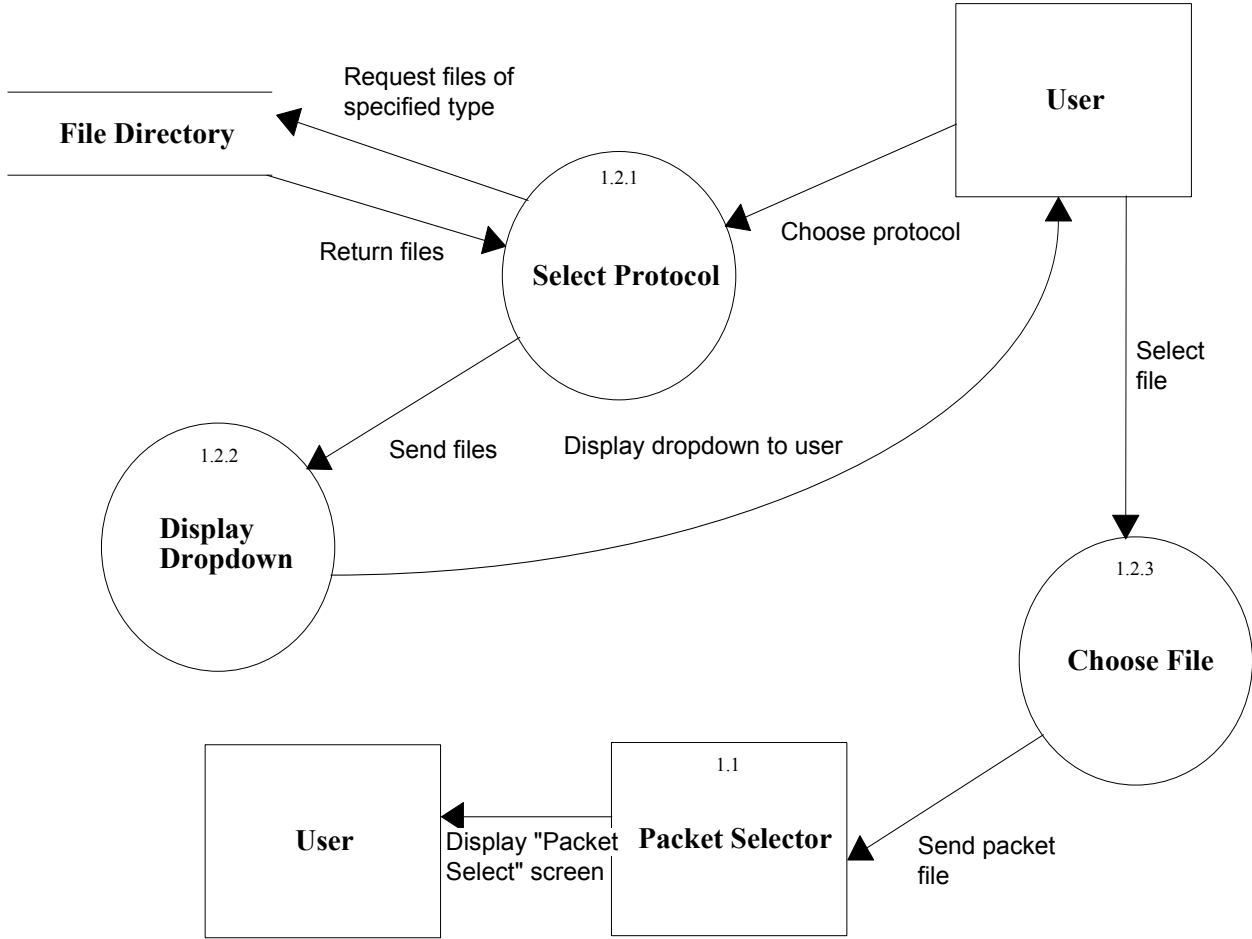 Request files of
specified type
User
File Directory
1.2.1
Choose protocol
Return files
Select Protocol
Select
file
Send files
Display dropdown to user
1.2.2
Display
Dropdown
1.2.3
Choose File
1.1
User
Display "Packet
Select" screen
Packet Selector
Send packet
file